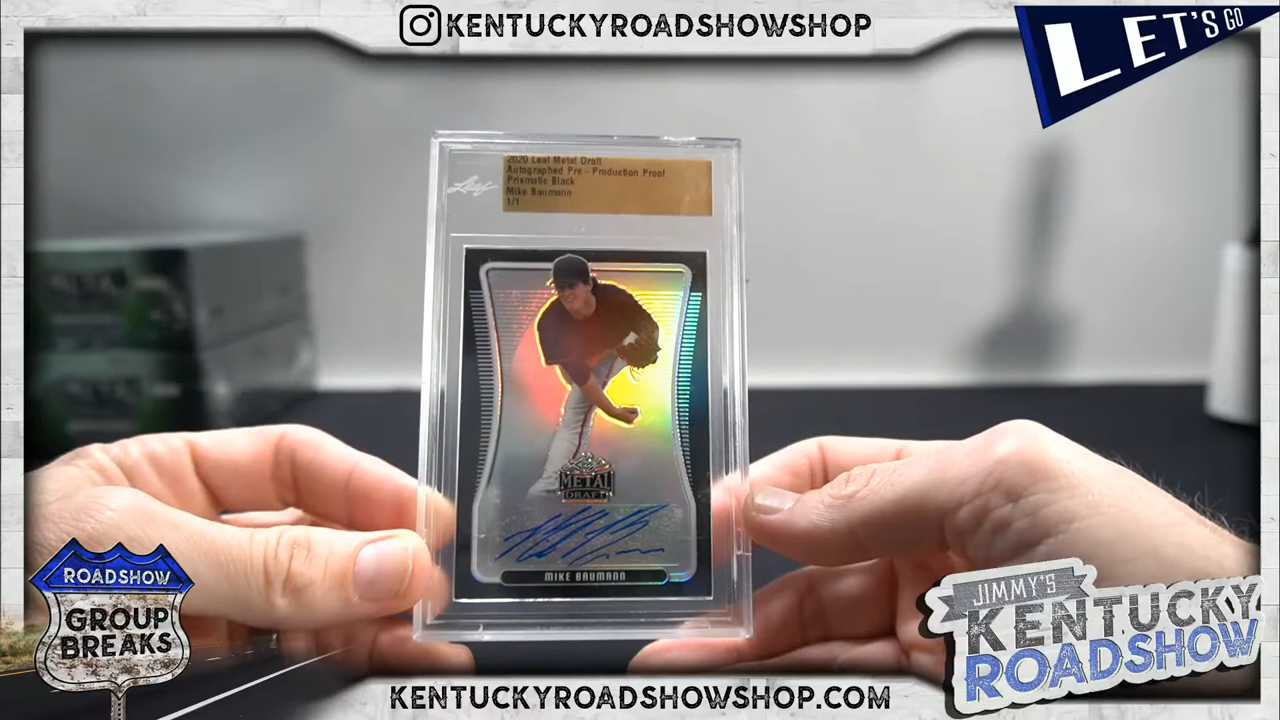 KENTUCKYROADSHOWSHOP
LET'S GO
2020 Leaf Metal Draft
Autographed Pre - Production Proof
Prismatic Black
Mike Baumann
1/1
Leaf
Leaf
METAL
DRAFT
MIKE BAUMANN
ROADSHOW
GROUP
BREAKS
JIMMY'S
KENTUCKY
ROADSHOW
KENTUCKYROADSHOWSHOP.COM